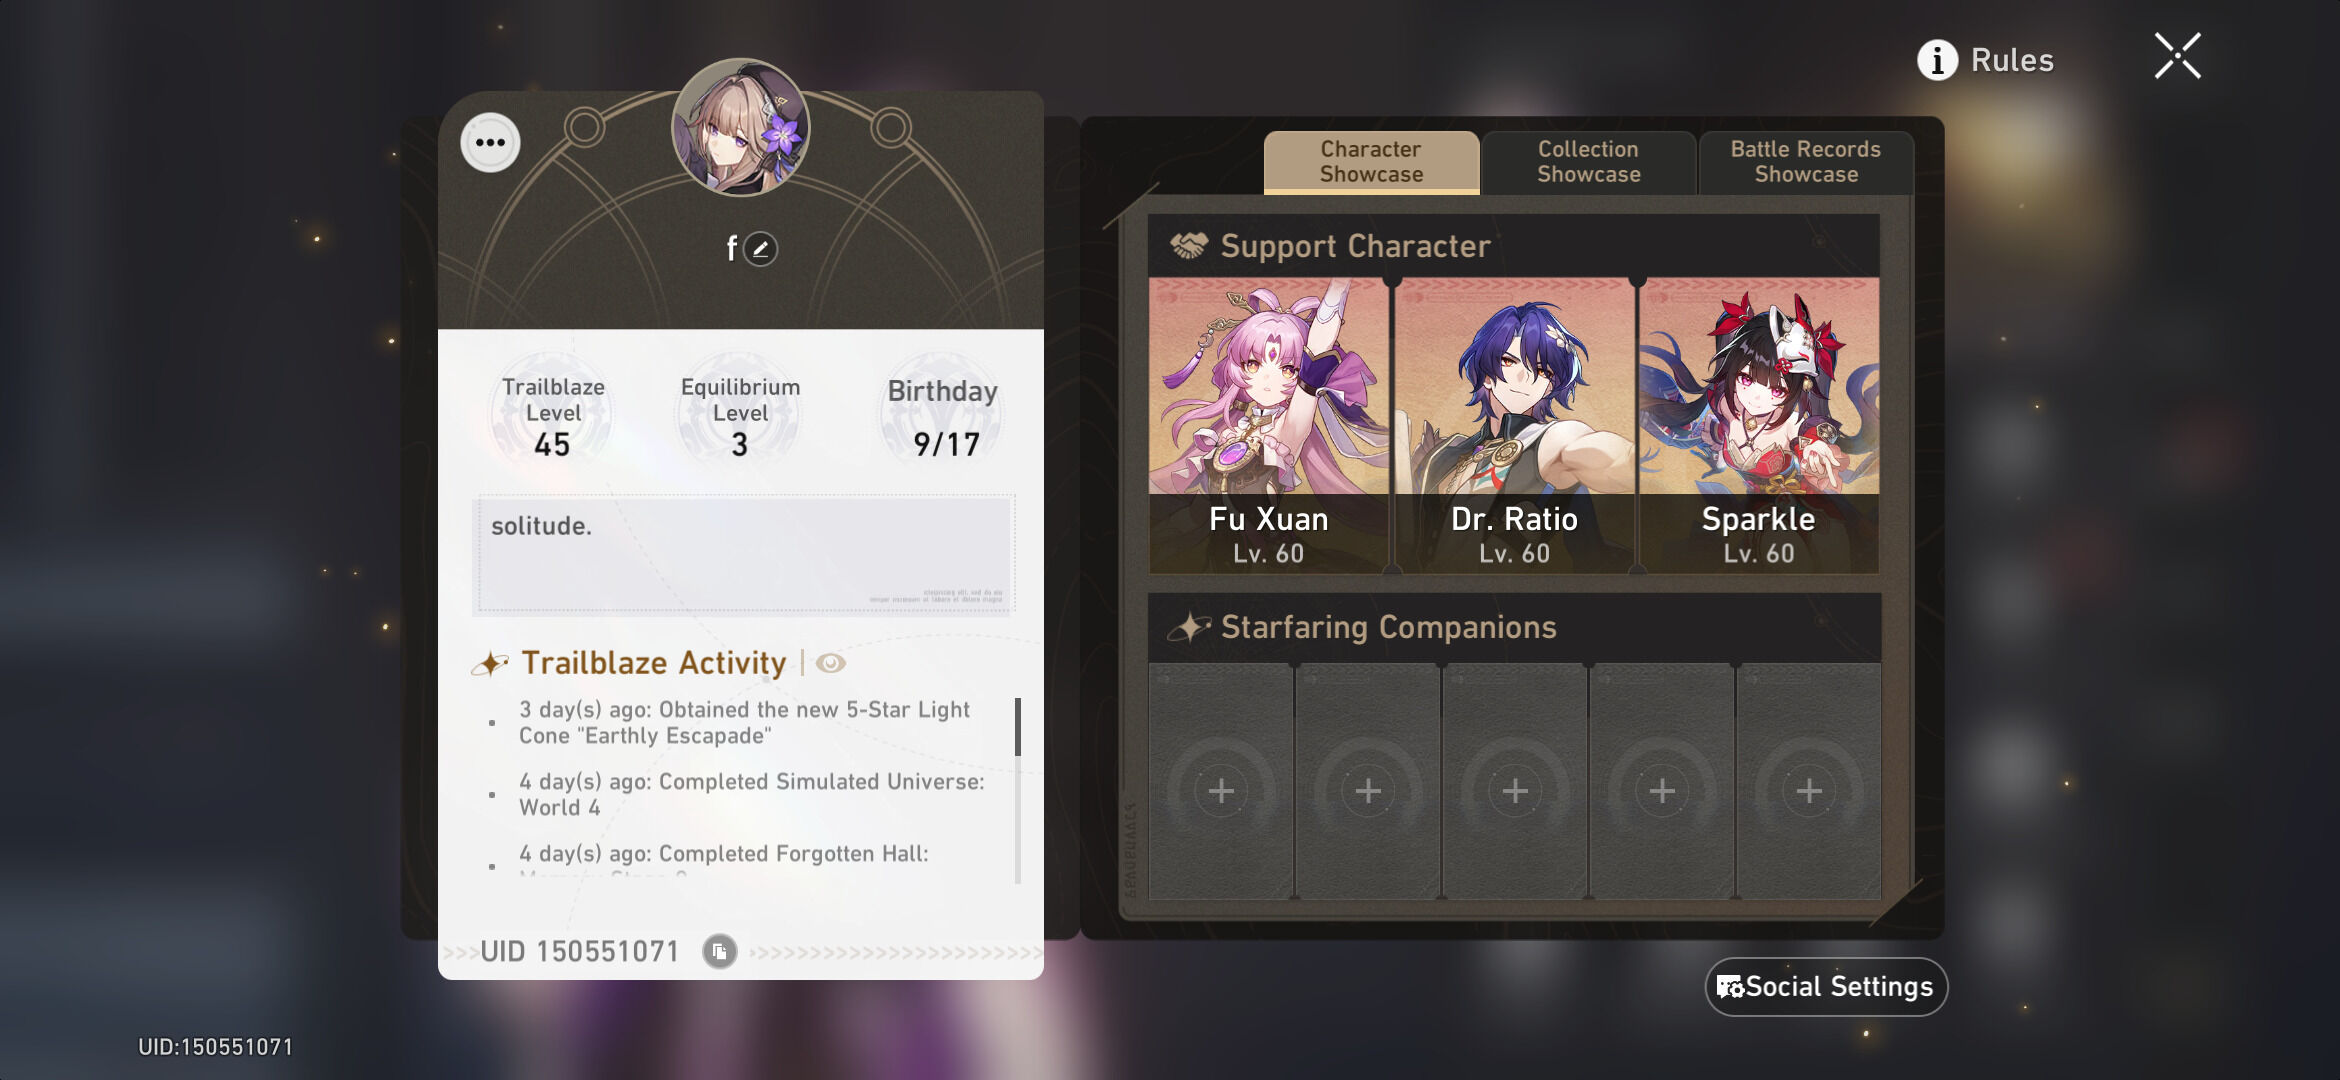 Rules
f
Trailblaze
Level
45
Equilibrium
Level
3
Birthday
9/17
solitude.
Trailblaze Activity
3 day(s) ago: Obtained the new 5-Star Light
Cone "Earthly Escapade"
4 day(s) ago: Completed Simulated Universe:
World 4
4 day(s) ago: Completed Forgotten Hall:
UID 150551071
Character
Showcase
Collection
Showcase
Battle Records
Showcase
Support Character
Fu Xuan
Lv. 60
Dr. Ratio
Lv. 60
Sparkle
Lv. 60
Starfaring Companions
Social Settings
UID:150551071